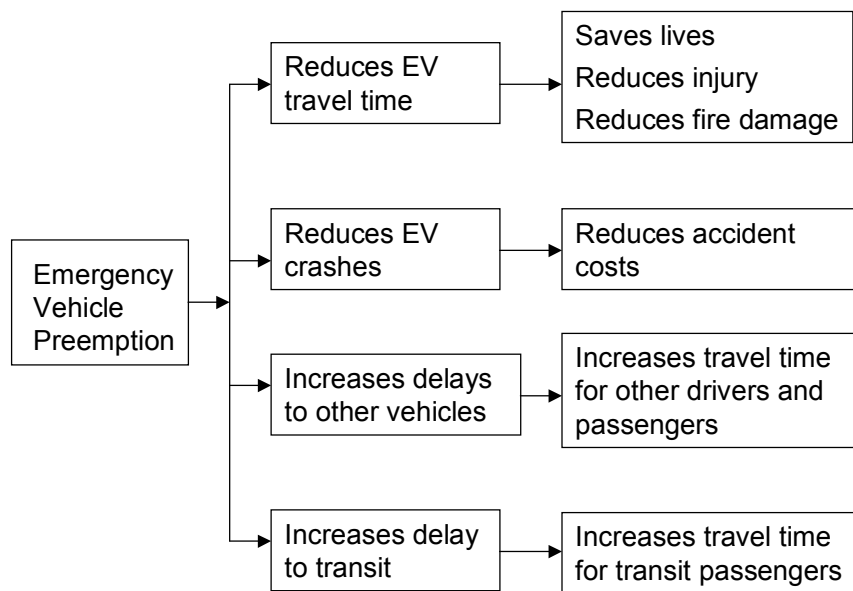 Emergency
Vehicle
Preemption
Reduces EV
travel time
Saves lives
Reduces injury
Reduces fire damage
Reduces EV
crashes
Reduces accident
costs
Increases delays
to other vehicles
Increases travel time
for other drivers and
passengers
Increases delay
to transit
Increases travel time
for transit passengers